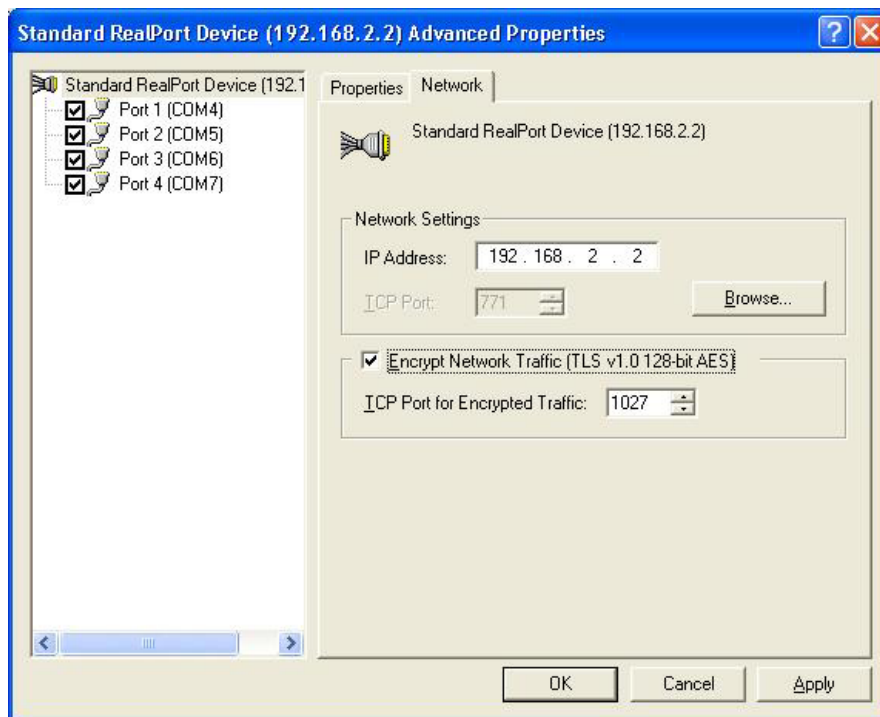 Standard RealPort Device (192.168.2.2) Advanced Properties
Standard RealPort Device (192.1
Port 1 (COM4)
Port 2 (COM5)
Port 3 (COM6)
Port 4 (COM7)
Properties Network
Standard RealPort Device (192.168.2.2)
Network Settings
IP Address: 192 . 168 . 2 . 2
TCP Port: 771 Browse...
Encrypt Network Traffic (TLS v1.0 128-bit AES)
TCP Port for Encrypted Traffic: 1027
OK Cancel Apply